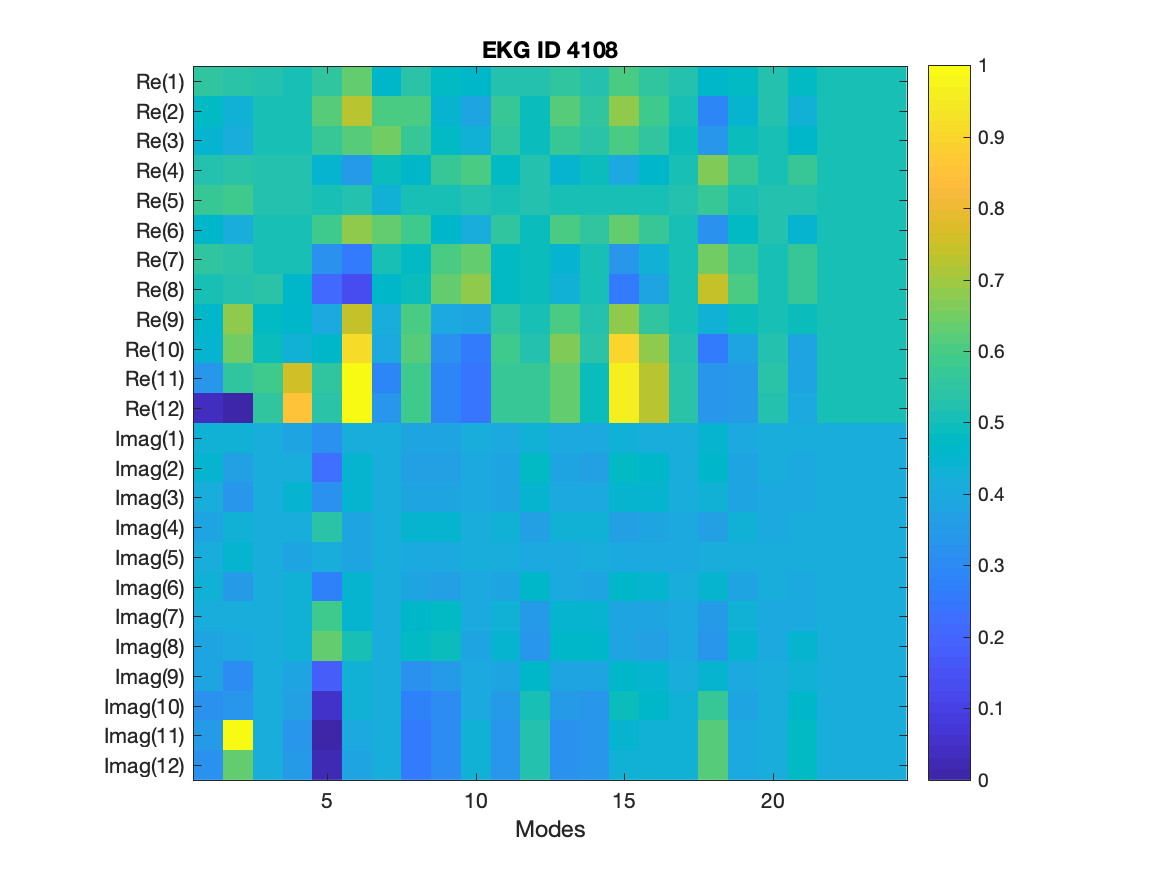 EKG ID 4108
Re(1)
Re(2)
Re(3)
Re(4)
Re(5)
Re(6)
Re(7)
Re(8)
Re(9)
Re(10)
Re(11)
Re(12)
Imag(1)
Imag(2)
Imag(3)
Imag(4)
Imag(5)
Imag(6)
Imag(7)
Imag(8)
Imag(9)
Imag(10)
Imag(11)
Imag(12)
5 10 15 20
Modes
1
0.9
0.8
0.7
0.6
0.5
0.4
0.3
0.2
0.1
0